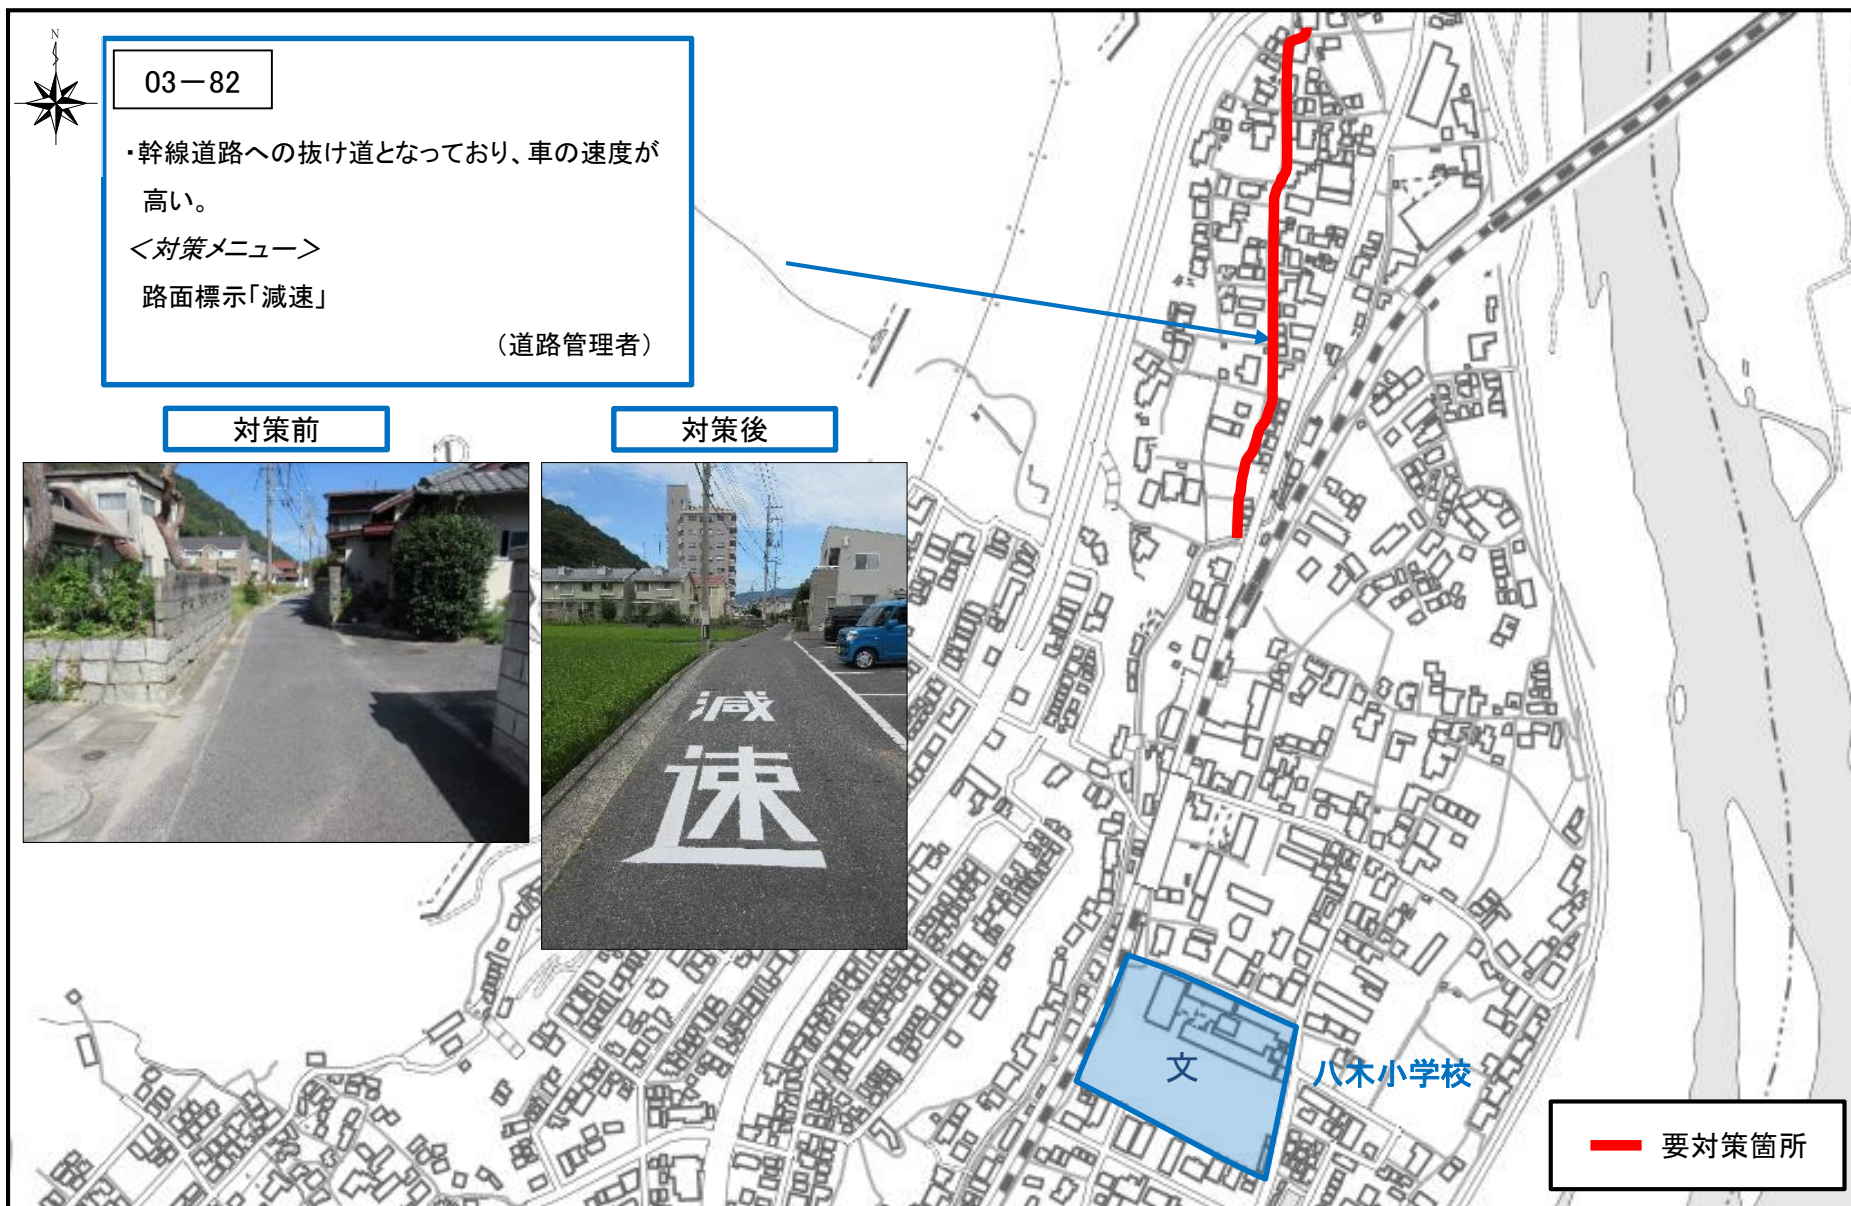 N
03－82
・幹線道路への抜け道となっており、車の速度が
高い。
＜対策メニュー＞
路面標示「減速」
（道路管理者）
対策前
対策後
減
速
文
八木小学校
要対策箇所